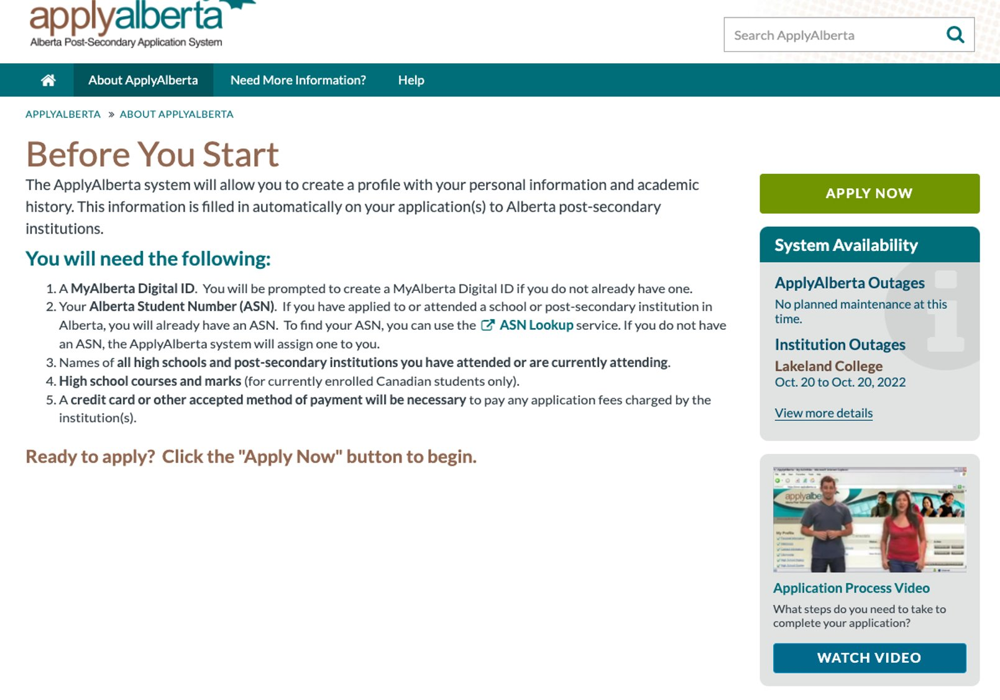 applyalberta
Alberta Post-Secondary Application System
Search ApplyAlberta
About ApplyAlberta
Need More Information?
Help
APPLYALBERTA » ABOUT APPLYALBERTA
Before You Start
The ApplyAlberta system will allow you to create a profile with your personal information and academic
history. This information is filled in automatically on your application(s) to Alberta post-secondary
institutions.
You will need the following:
1. A MyAlberta Digital ID. You will be prompted to create a MyAlberta Digital ID if you do not already have one.
2. Your Alberta Student Number (ASN). If you have applied to or attended a school or post-secondary institution in
Alberta, you will already have an ASN. To find your ASN, you can use the ASN Lookup service. If you do not have
an ASN, the ApplyAlberta system will assign one to you.
3. Names of all high schools and post-secondary institutions you have attended or are currently attending.
4. High school courses and marks (for currently enrolled Canadian students only).
5. A credit card or other accepted method of payment will be necessary to pay any application fees charged by the
institution(s).
Ready to apply? Click the "Apply Now" button to begin.
APPLY NOW
System Availability
ApplyAlberta Outages
No planned maintenance at this
time.
Institution Outages
Lakeland College
Oct. 20 to Oct. 20, 2022
View more details
applyalbe
My Profile
Application Process Video
What steps do you need to take to
complete your application?
WATCH VIDEO